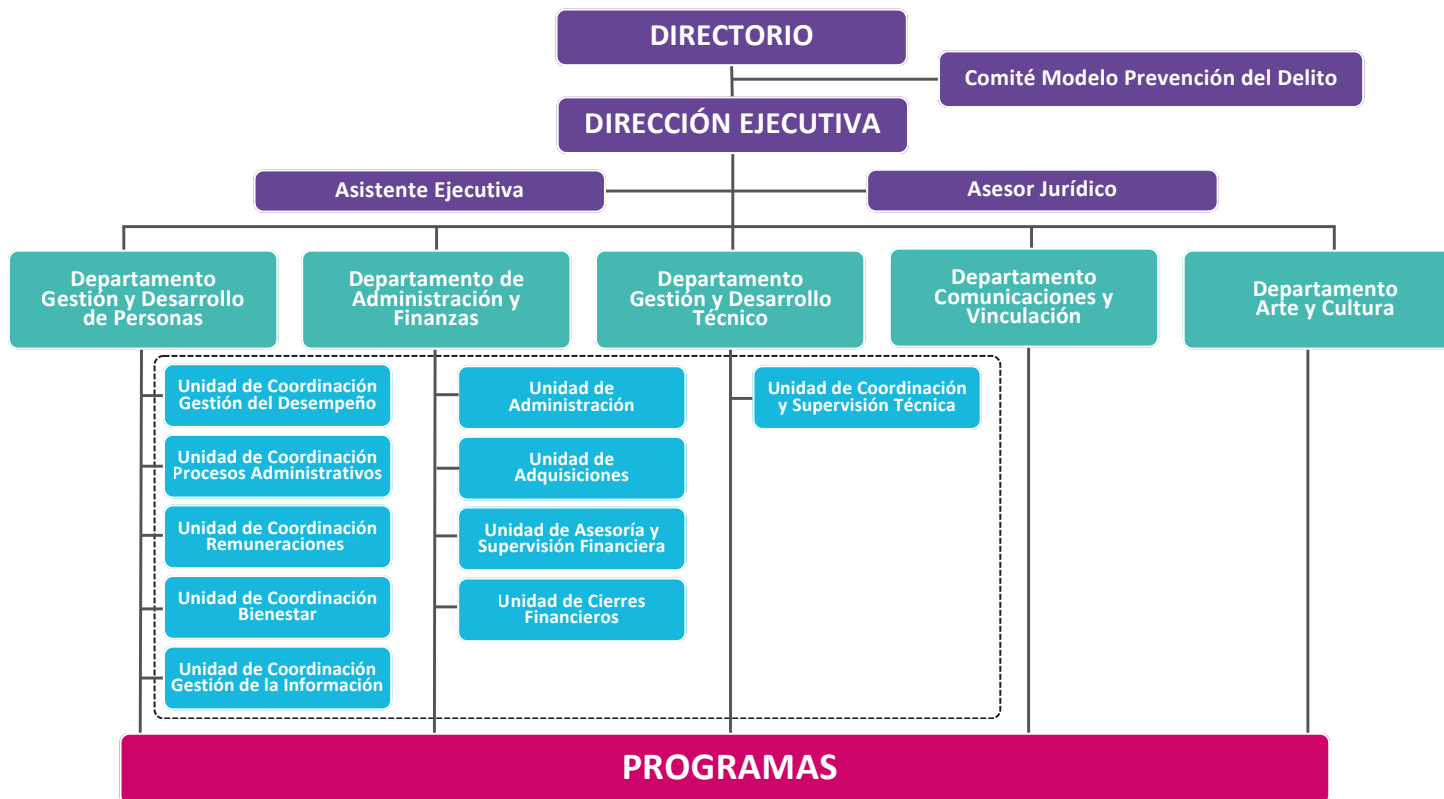 DIRECTORIO
Comité Modelo Prevención del Delito
DIRECCIÓN EJECUTIVA
Asistente Ejecutiva
Asesor Jurídico
Departamento
Gestión y Desarrollo
de Personas
Departamento de
Administración y
Finanzas
Departamento
Gestión y Desarrollo
Técnico
Departamento
Comunicaciones y
Vinculación
Departamento
Arte y Cultura
Unidad de Coordinación
Gestión del Desempeño
Unidad de Coordinación
Procesos Administrativos
Unidad de Coordinación
Remuneraciones
Unidad de Coordinación
Bienestar
Unidad de Coordinación
Gestión de la Información
Unidad de
Administración
Unidad de
Adquisiciones
Unidad de Asesoría y
Supervisión Financiera
Unidad de Cierres
Financieros
Unidad de Coordinación
y Supervisión Técnica
PROGRAMAS